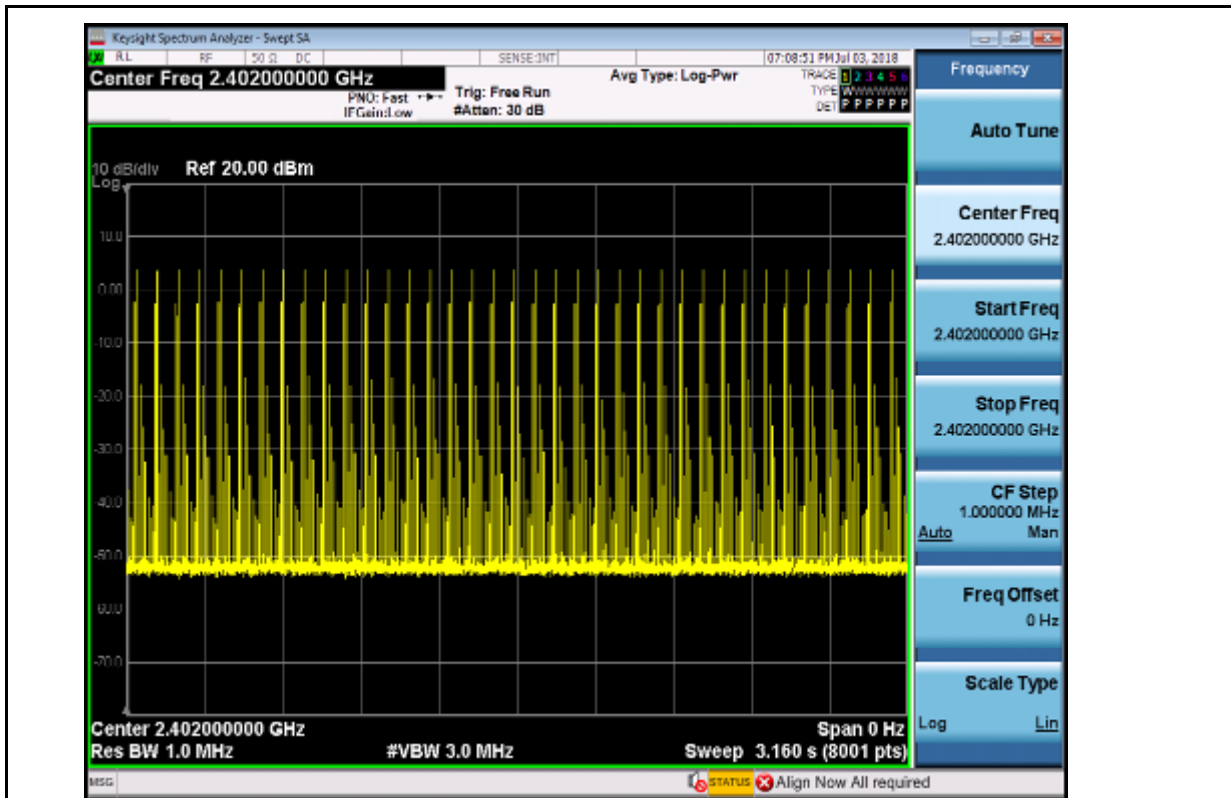 Keysight Spectrum Analyzer - Swept SA
RL RF 50 Ω DC SENSE:INT 07:08:51 PM Jul 03, 2018
Center Freq 2.402000000 GHz
Avg Type: Log-Pwr
TRACE 1 2 3 4 5 6
PNO: Fast
Trig: Free Run
TYPE W W W W W W
IFGain:Low
#Atten: 30 dB
DET P P P P P P
10 dB/div Ref 20.00 dBm
Log
10.0
0.00
-10.0
-20.0
-30.0
-40.0
-50.0
-60.0
-70.0
Center 2.402000000 GHz Span 0 Hz
Res BW 1.0 MHz #VBW 3.0 MHz Sweep 3.160 s (8001 pts)
MSG STATUS Align Now All required
Frequency
Auto Tune
Center Freq
2.402000000 GHz
Start Freq
2.402000000 GHz
Stop Freq
2.402000000 GHz
CF Step
1.000000 MHz
Auto Man
Freq Offset
0 Hz
Scale Type
Log Lin